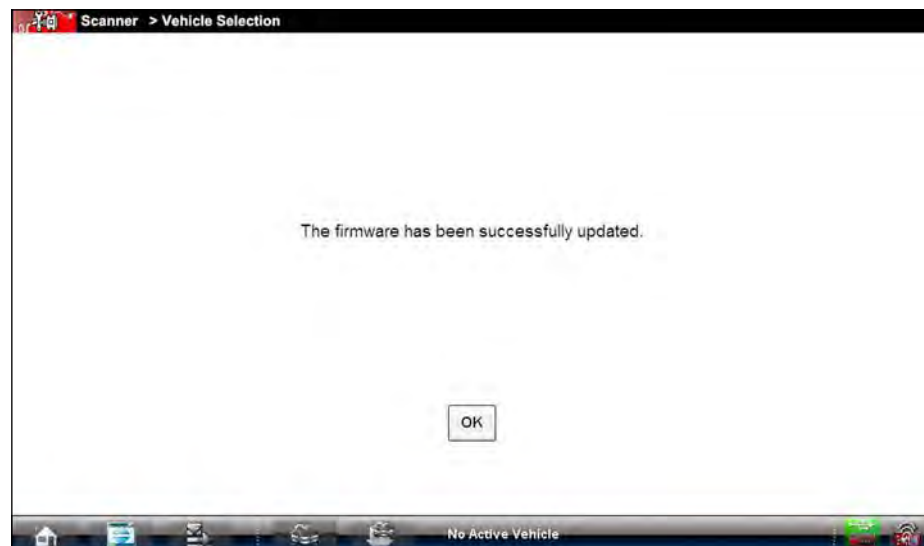 Scanner > Vehicle Selection
The firmware has been successfully updated.
OK
No Active Vehicle